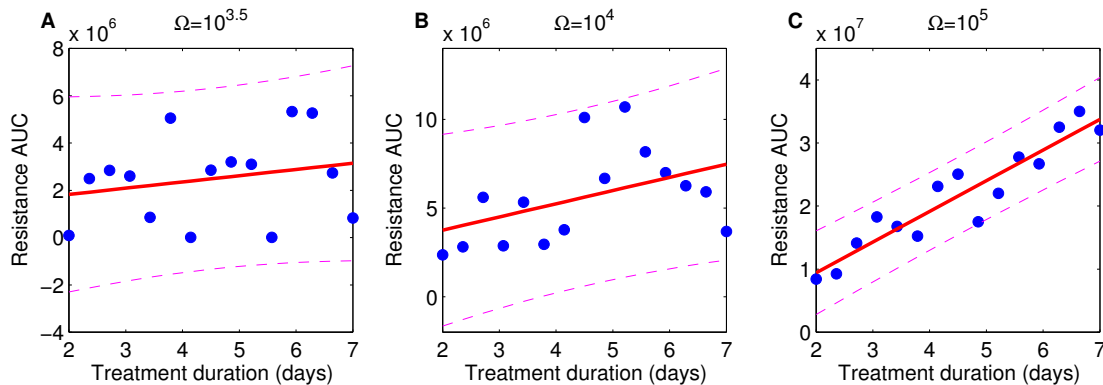 A
x 10^6
Ω=10^3.5
8
6
4
2
0
−2
−4
Resistance AUC
2 3 4 5 6 7
Treatment duration (days)
B
x 10^6
Ω=10^4
10
5
0
Resistance AUC
2 3 4 5 6 7
Treatment duration (days)
C
x 10^7
Ω=10^5
4
3
2
1
0
Resistance AUC
2 3 4 5 6 7
Treatment duration (days)